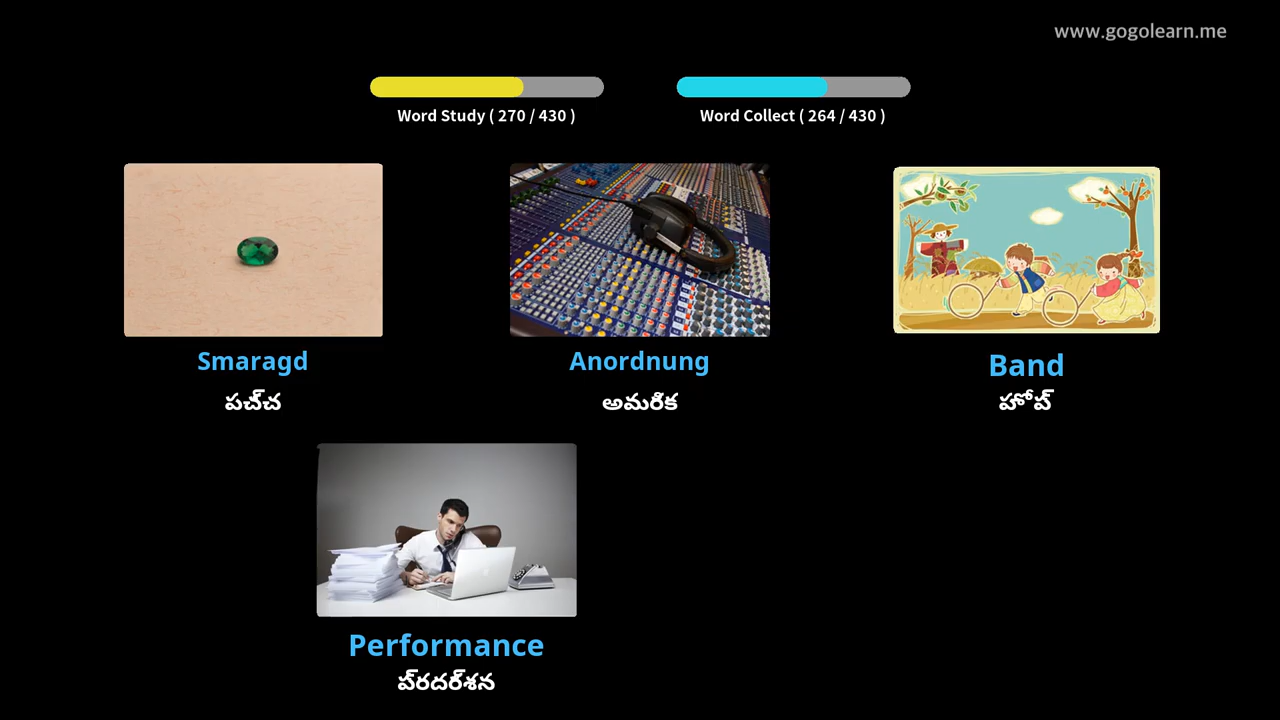 www.gogolearn.me
Word Study ( 270 / 430 )
Word Collect ( 264 / 430 )
Smaragd
పచ్చ
Anordnung
అమరిక
Band
హోప్
Performance
ప్రదర్శన